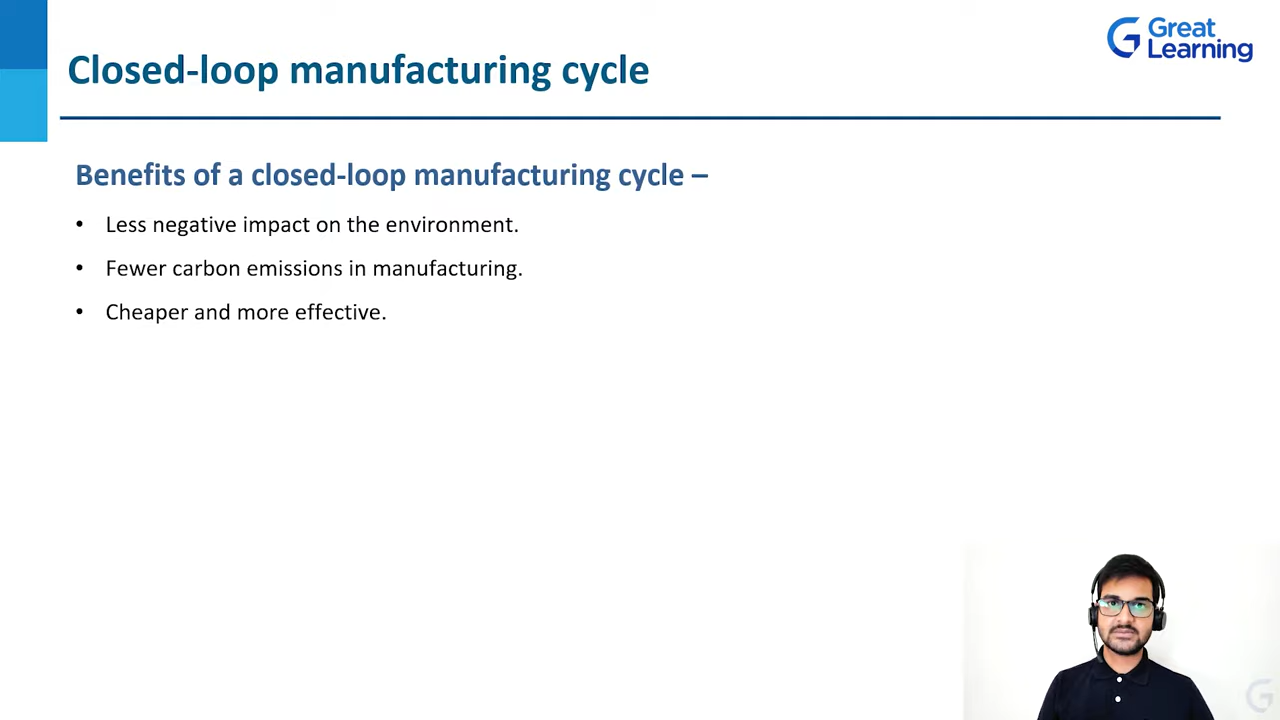 Closed-loop manufacturing cycle
Great
Learning
Benefits of a closed-loop manufacturing cycle –
• Less negative impact on the environment.
• Fewer carbon emissions in manufacturing.
• Cheaper and more effective.